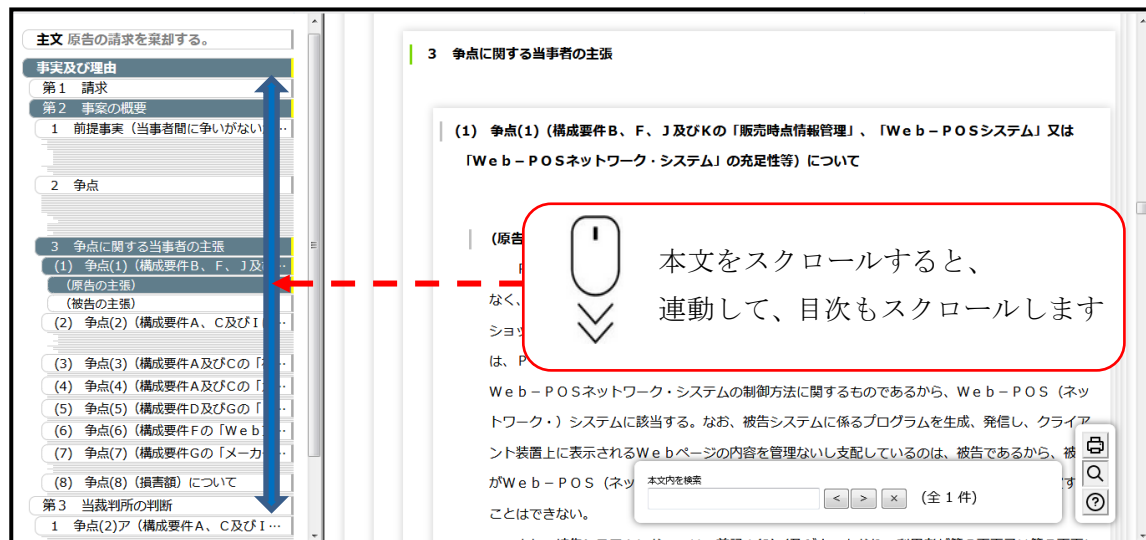 主文 原告の請求を棄却する。
事実及び理由
第1 請求
第2 事案の概要
1 前提事実（当事者間に争いがない
2 争点
3 争点に関する当事者の主張
(1) 争点(1)（構成要件B、F、J及び
（原告の主張）
（被告の主張）
(2) 争点(2)（構成要件A、C及びI
(3) 争点(3)（構成要件A及びCの「
(4) 争点(4)（構成要件A及びCの「
(5) 争点(5)（構成要件D及びGの「
(6) 争点(6)（構成要件Fの「Web
(7) 争点(7)（構成要件Gの「メーカ
(8) 争点(8)（損害額）について
第3 当裁判所の判断
1 争点(2)ア（構成要件A、C及びI…
3 争点に関する当事者の主張
(1) 争点(1)（構成要件B、F、J及びKの「販売時点情報管理」、「Web－POSシステム」又は
「Web－POSネットワーク・システム」の充足性等）について
（原告
なく、
ショッ
は、P
Web－POSネットワーク・システムの制御方法に関するものであるから、Web－POS（ネッ
トワーク・）システムに該当する。なお、被告システムに係るプログラムを生成、発信し、クライア
ント装置上に表示されるWebページの内容を管理ないし支配しているのは、被告であるから、被
がWeb－POS（ネッ
ことはできない。
本文をスクロールすると、
連動して、目次もスクロールします
本文内を検索
< > × （全1件）